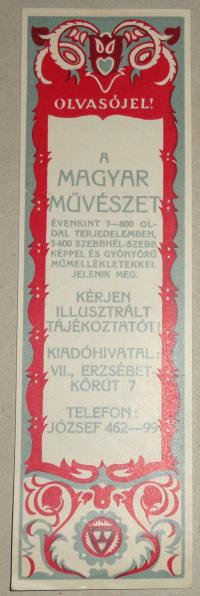 OLVASÓJEL!
A
MAGYAR
MŰVÉSZET
ÉVENKINT 7—800 OL-
DAL TERJEDELEMBEN,
5-600 SZEBBNÉL-SZEBB
KÉPPEL ÉS GYÖNYÖRŰ
MŰMELLÉKLETEKKEL
JELENIK MEG.
KÉRJEN
ILLUSZTRÁLT
TÁJÉKOZTATÓT!
KIADÓHIVATAL:
VII., ERZSÉBET-
KÖRÚT 7
TELEFON:
JÓZSEF 462—99